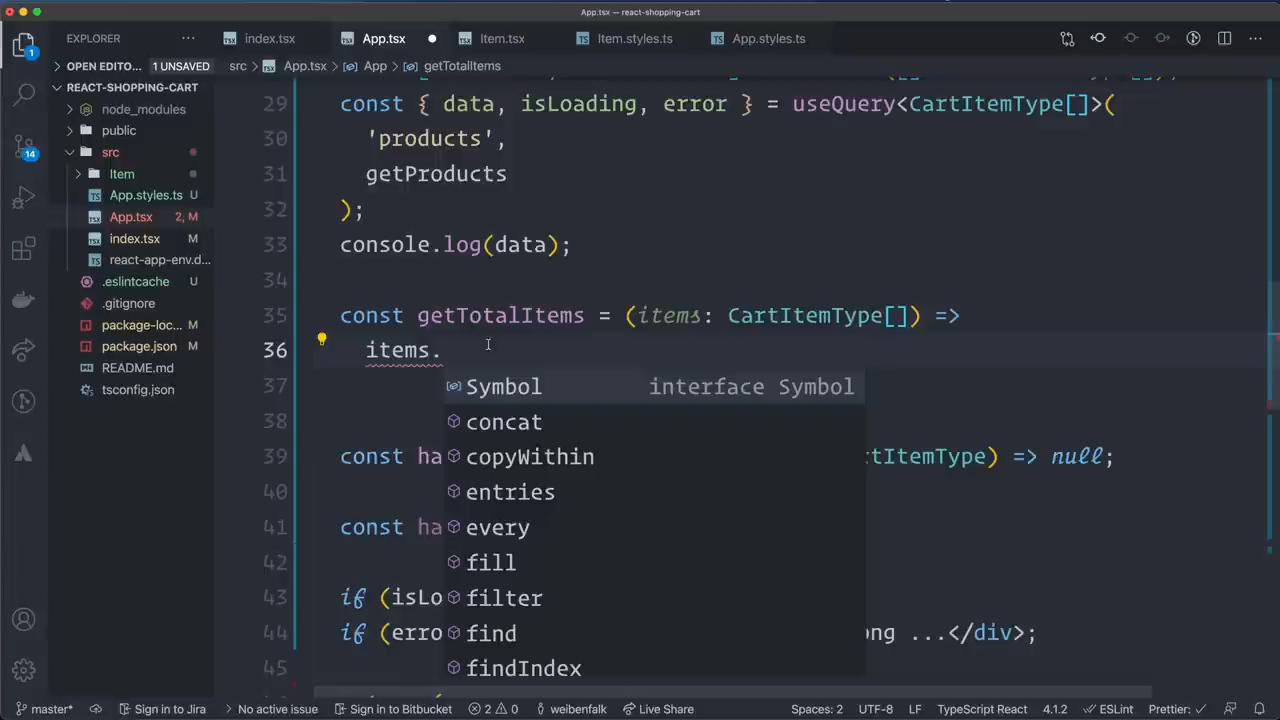 App.tsx — react-shopping-cart
EXPLORER
index.tsx
App.tsx
Item.tsx
Item.styles.ts
App.styles.ts
OPEN EDITO...
1 UNSAVED
src
App.tsx
App
getTotalItems
REACT-SHOPPING-CART
node_modules
public
src
Item
App.styles.ts U
App.tsx 2, M
index.tsx M
react-app-env.d...
.eslintcache U
.gitignore
package-loc... M
package.json M
README.md
tsconfig.json
1
14
29 const { data, isLoading, error } = useQuery<CartItemType[]>(
30 'products',
31 getProducts
32 );
33 console.log(data);
34
35 const getTotalItems = (items: CartItemType[]) =>
36 items.
37
38
39 const ha
rtItemType) => null;
40
41 const ha
42
43 if (isLo
44 if (erro
ong ...</div>;
45
Symbol interface Symbol
concat
copyWithin
entries
every
fill
filter
find
findIndex
master*
Sign in to Jira
No active issue
Sign in to Bitbucket
2
0
weibenfalk
Live Share
Spaces: 2
UTF-8
LF
TypeScript React
4.1.2
ESLint
Prettier: